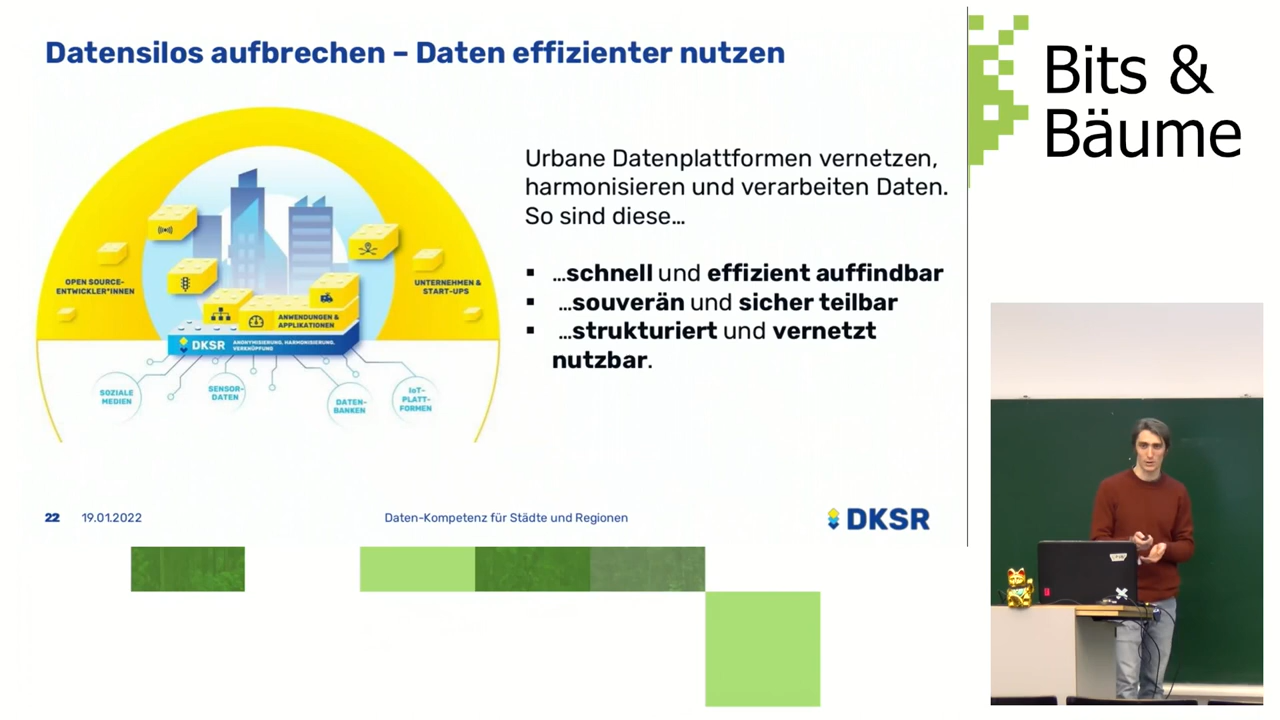 Datensilos aufbrechen – Daten effizienter nutzen
Bits &
Bäume
Urbane Datenplattformen vernetzen,
harmonisieren und verarbeiten Daten.
So sind diese...
▪ ...schnell und effizient auffindbar
▪ ...souverän und sicher teilbar
▪ ...strukturiert und vernetzt
nutzbar.
OPEN SOURCE-
ENTWICKLER*INNEN
UNTERNEHMEN &
START-UPS
ANWENDUNGEN &
APPLIKATIONEN
DKSR
ANONYMISIERUNG, HARMONISIERUNG,
VERKNÜPFUNG
SOZIALE
MEDIEN
SENSOR-
DATEN
DATEN-
BANKEN
IoT-
PLATT-
FORMEN
22
19.01.2022
Daten-Kompetenz für Städte und Regionen
DKSR